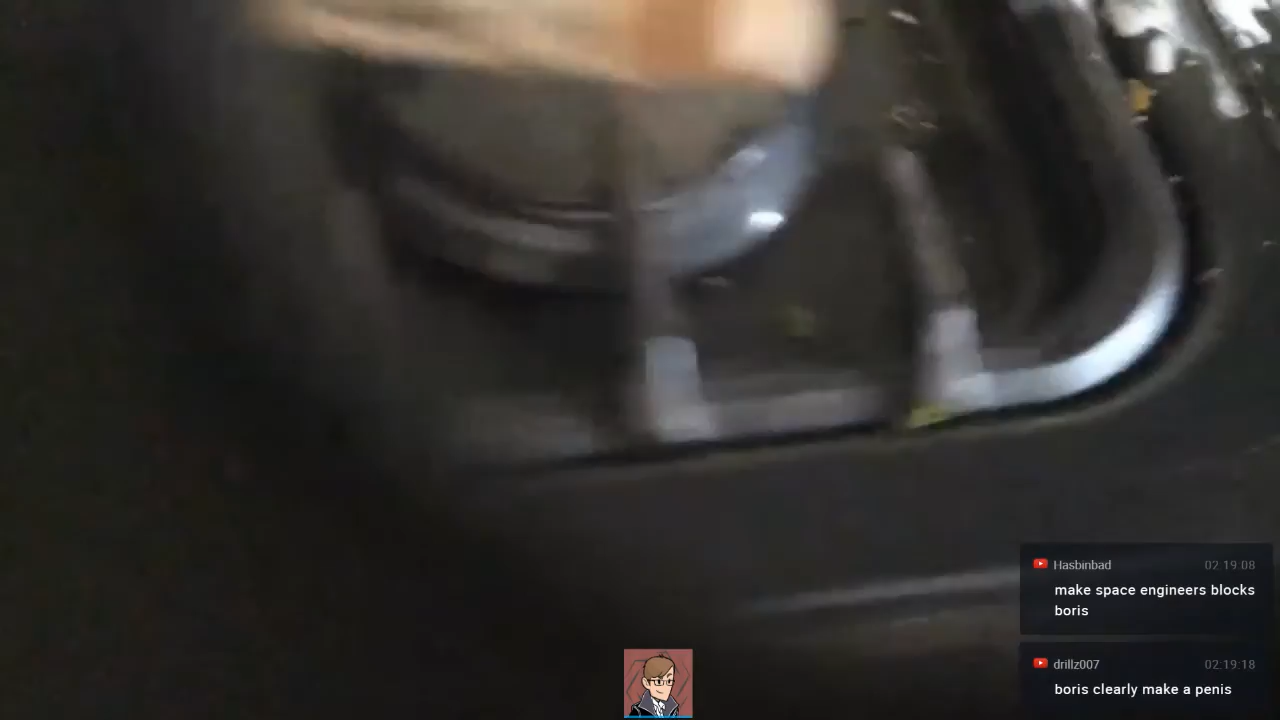 Hasbinbad 02:19:08
make space engineers blocks
boris
drillz007 02:19:18
boris clearly make a penis